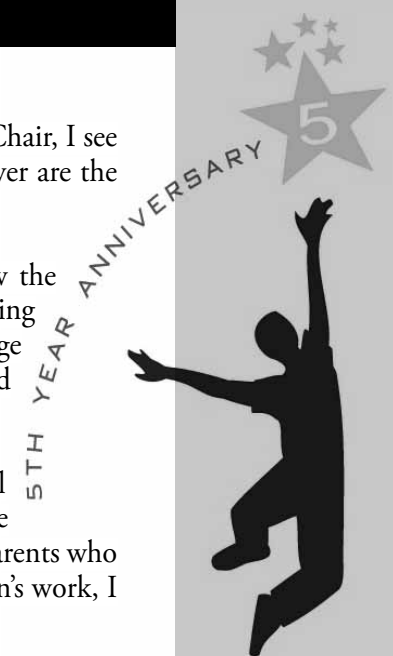 Chair, I see
ver are the
w the
ing
ge
d
l
e
arents who
n's work, I
5TH YEAR ANNIVERSARY
5